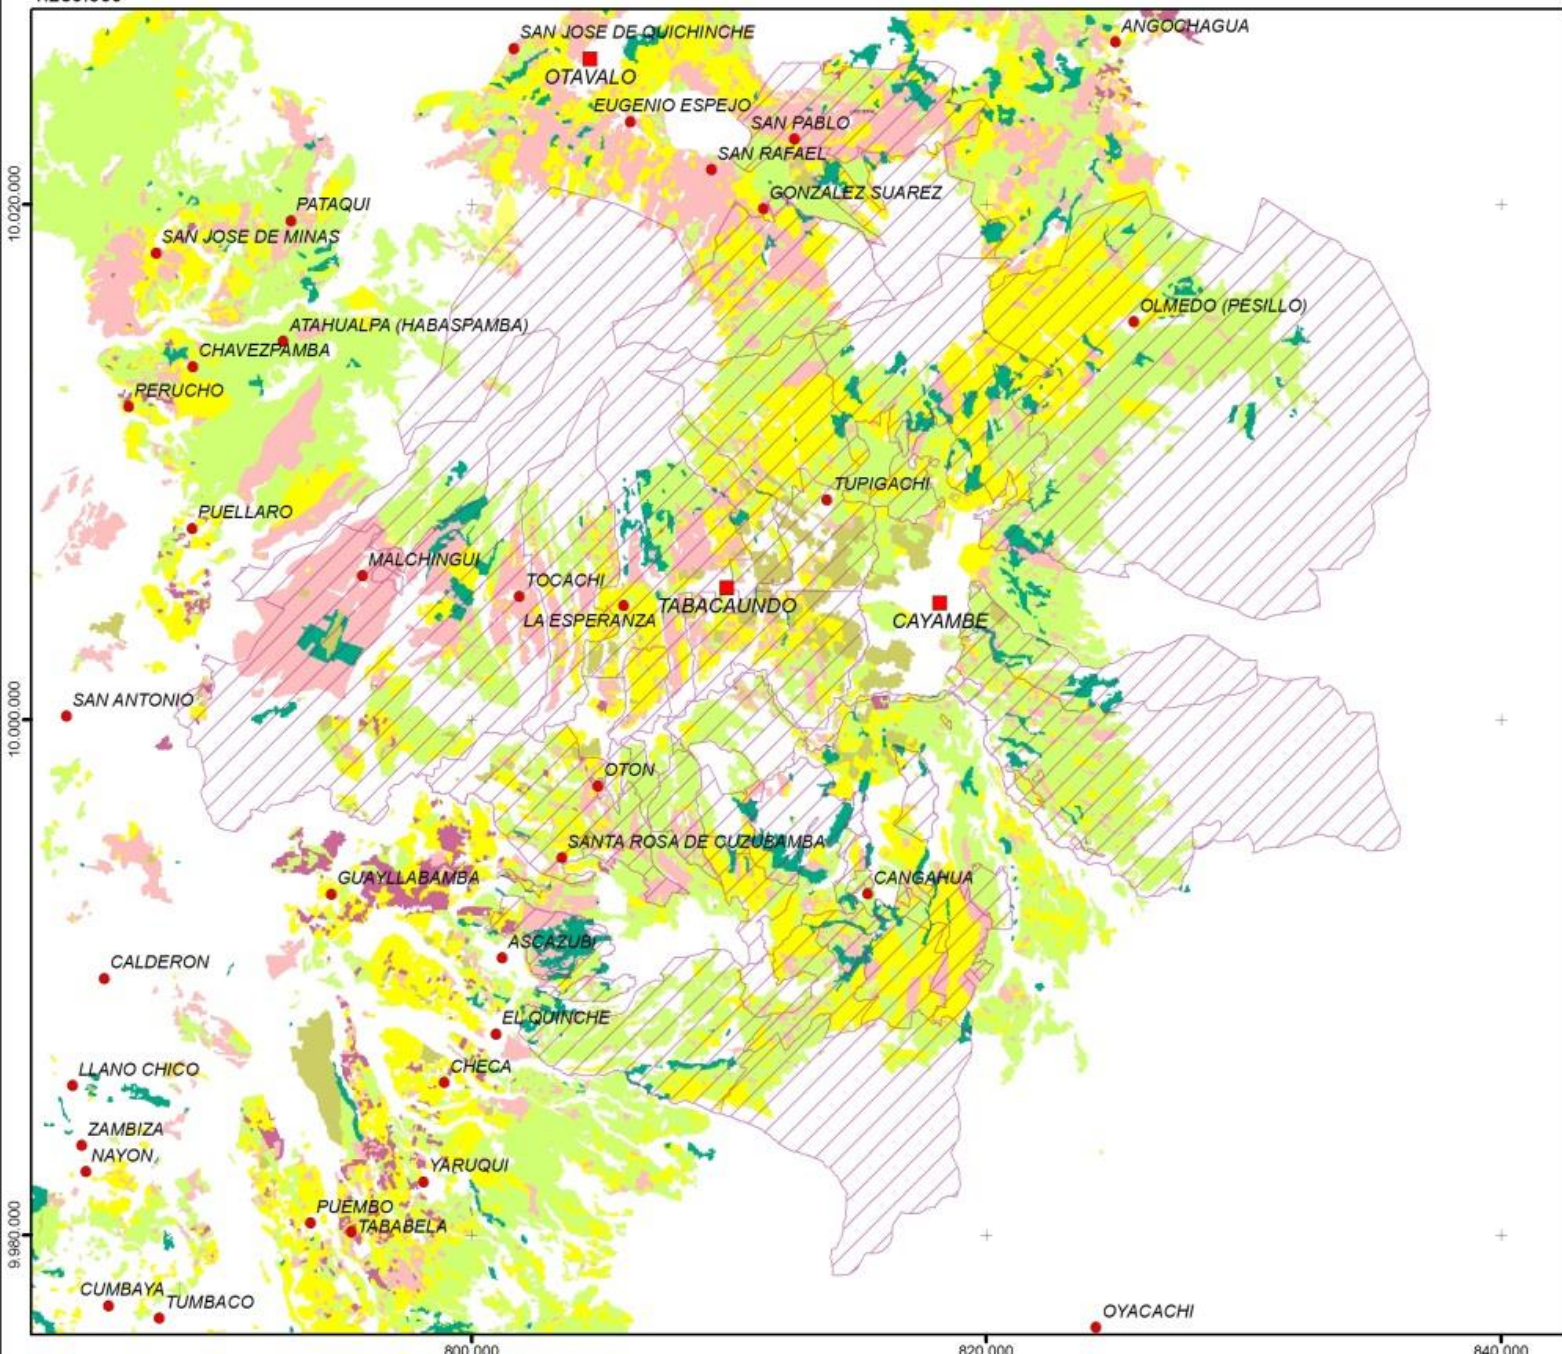 SAN JOSE DE QUICHINCHE
ANGOCHAGUA
OTAVALO
EUGENIO ESPEJO
SAN PABLO
SAN RAFAEL
GONZALEZ SUAREZ
PATAQUI
10.020.000
SAN JOSE DE MINAS
OLMEDO (PESILLO)
ATAHUALPA (HABASPAMBA)
CHAVEZPAMBA
PERUCHO
TUPIGACHI
PUELLARO
MALCHINGUI
TOCACHI
TABACAUNDO
LA ESPERANZA
CAYAMBE
SAN ANTONIO
10.000.000
OTON
SANTA ROSA DE CUZUBAMBA
GUAYLLABAMBA
CANGAHUA
ASCAZUBI
CALDERON
EL QUINCHE
CHECA
LLANO CHICO
ZAMBIZA
NAYON
YARUQUI
PUEMBO
TABABELA
9.980.000
CUMBAYA
TUMBACO
OYACACHI
800.000
820.000
840.000